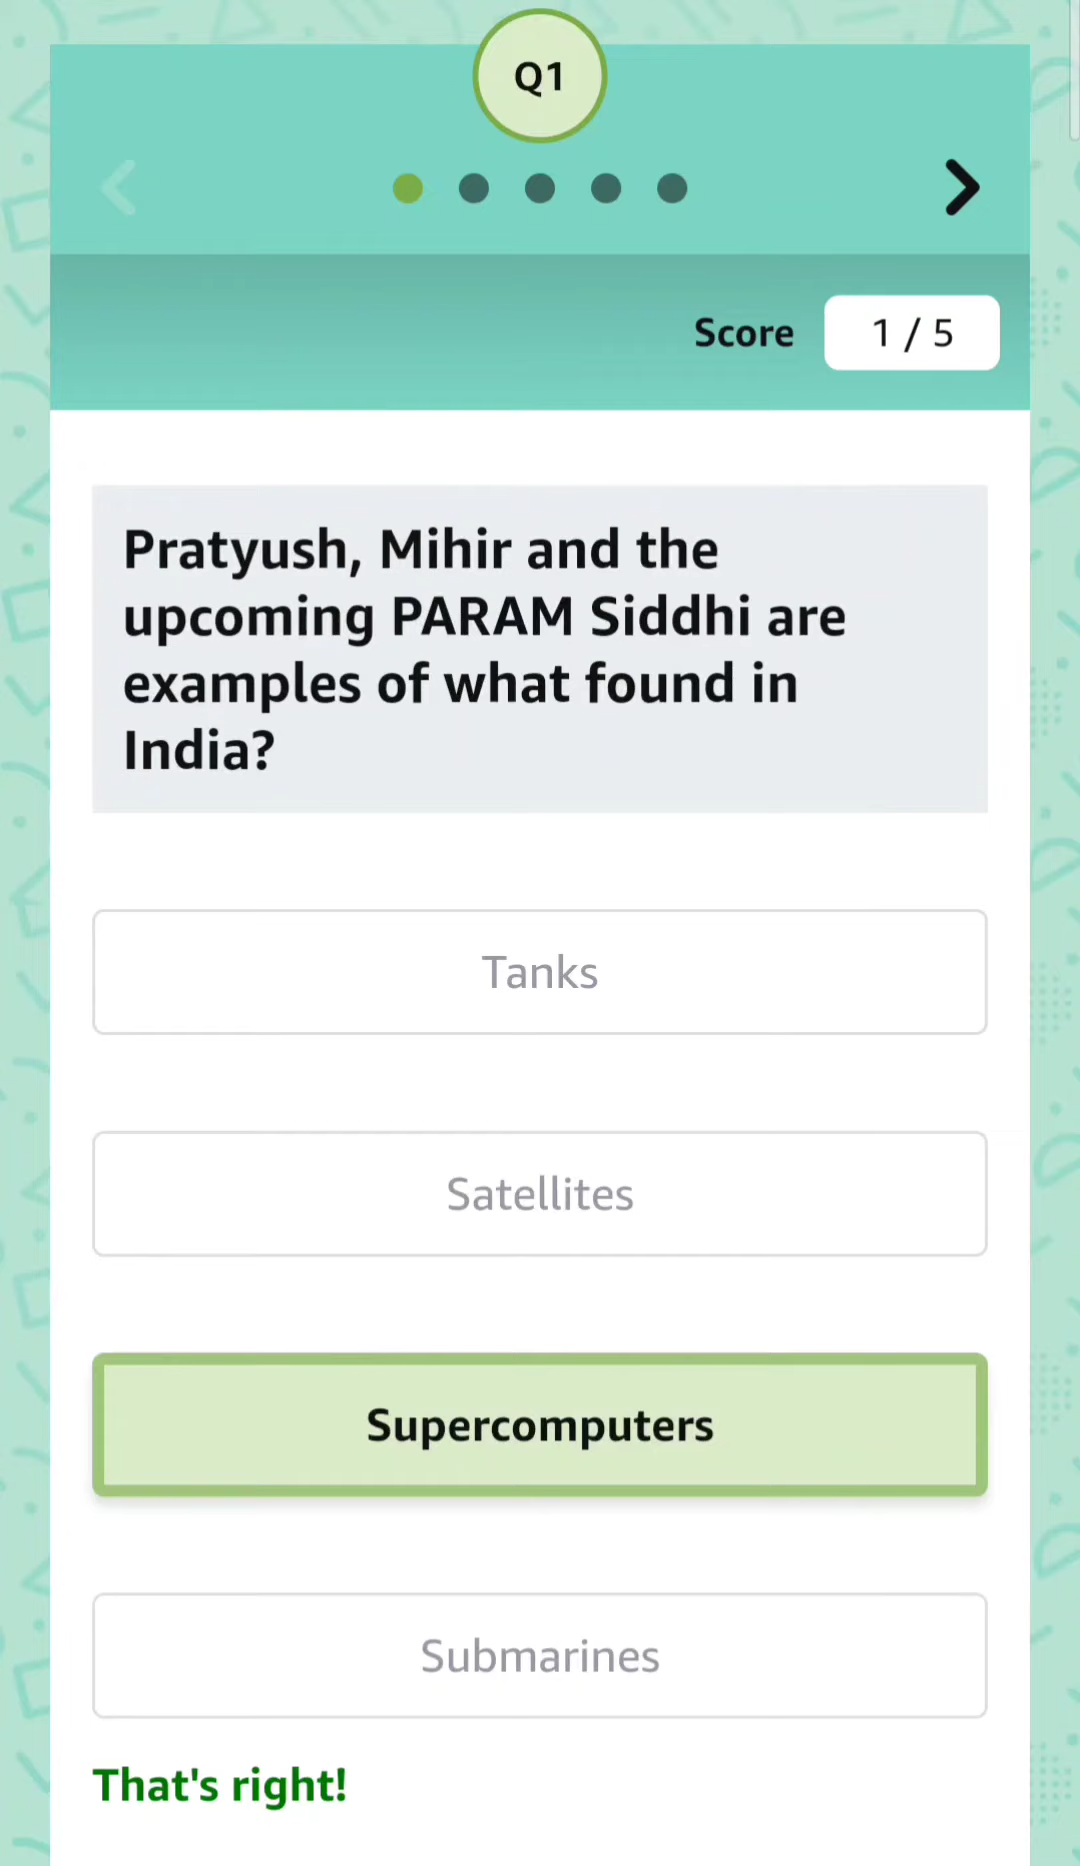 Q1
Score 1 / 5
Pratyush, Mihir and the
upcoming PARAM Siddhi are
examples of what found in
India?
Tanks
Satellites
Supercomputers
Submarines
That's right!